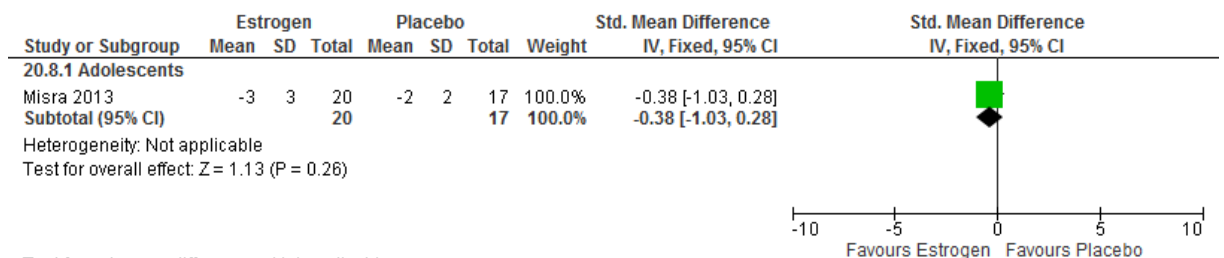 Estrogen Placebo Std. Mean Difference Std. Mean Difference
Study or Subgroup Mean SD Total Mean SD Total Weight IV, Fixed, 95% CI IV, Fixed, 95% CI
20.8.1 Adolescents
Misra 2013 -3 3 20 -2 2 17 100.0% -0.38 [-1.03, 0.28]
Subtotal (95% CI) 20 17 100.0% -0.38 [-1.03, 0.28]
Heterogeneity: Not applicable
Test for overall effect: Z = 1.13 (P = 0.26)
-10 -5 0 5 10
Favours Estrogen Favours Placebo